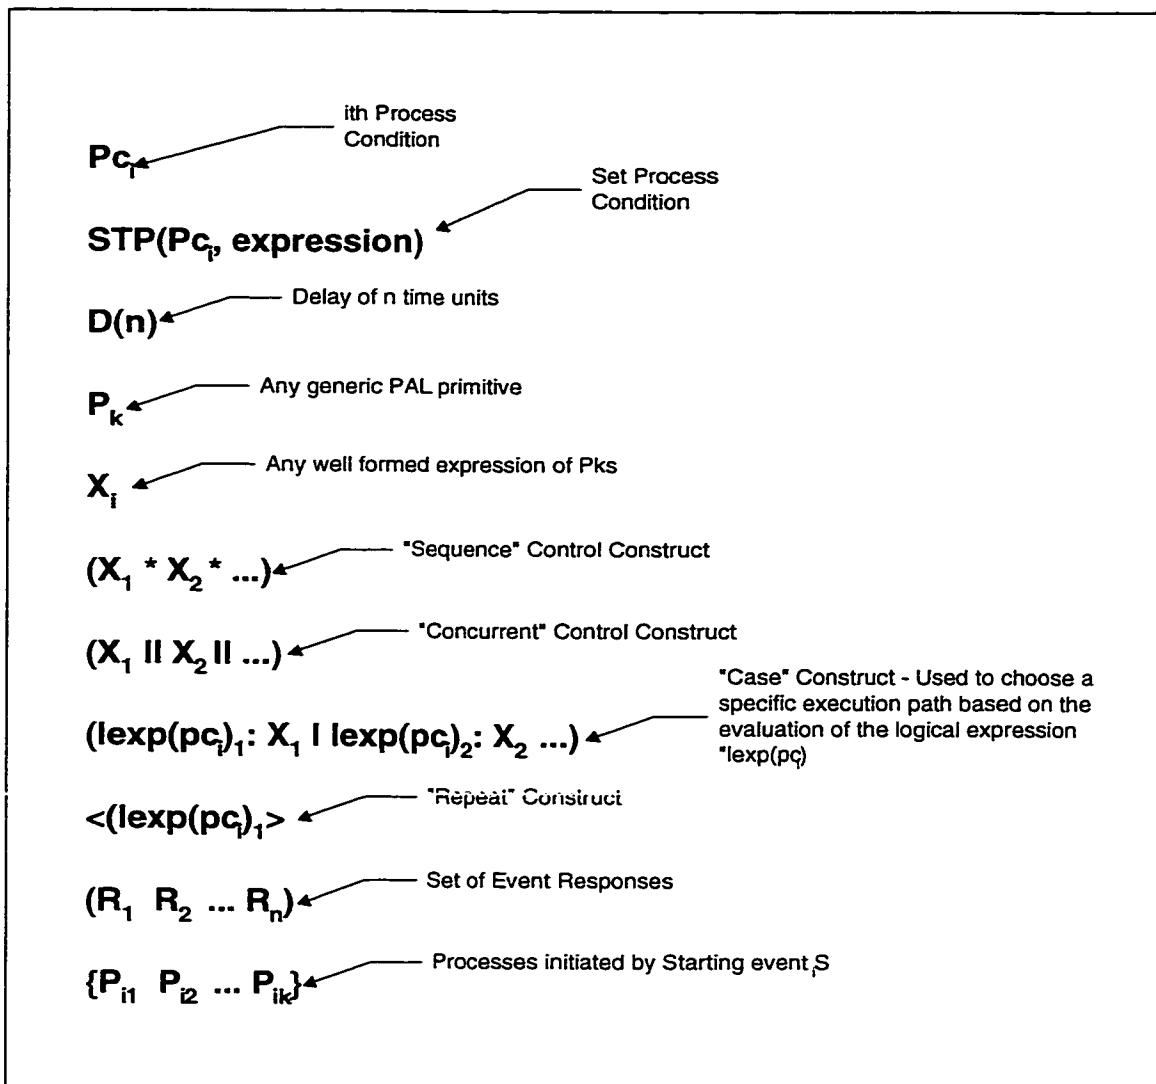 ith Process
Condition
Pci
Set Process
Condition
STP(Pci, expression)
Delay of n time units
D(n)
Any generic PAL primitive
Pk
Any well formed expression of Pks
Xi
"Sequence" Control Construct
(X1 * X2 * ...)
"Concurrent" Control Construct
(X1 || X2 || ...)
"Case" Construct - Used to choose a
specific execution path based on the
evaluation of the logical expression
"lexp(pci)
(lexp(pci)1: X1 | lexp(pci)2: X2 ...)
"Repeat" Construct
<(lexp(pci)1>
Set of Event Responses
(R1 R2 ... Rn)
Processes initiated by Starting event Si
{Pi1 Pi2 ... Pik}